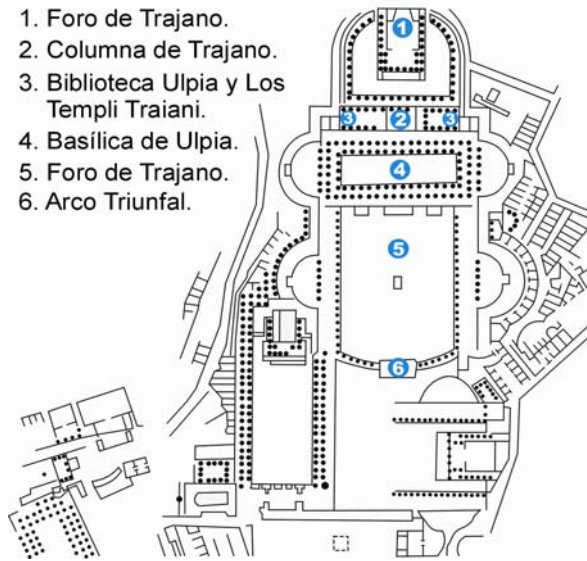 1. Foro de Trajano.
2. Columna de Trajano.
3. Biblioteca Ulpia y Los
Templi Traiani.
4. Basílica de Ulpia.
5. Foro de Trajano.
6. Arco Triunfal.
1
3 2 3
4
5
6